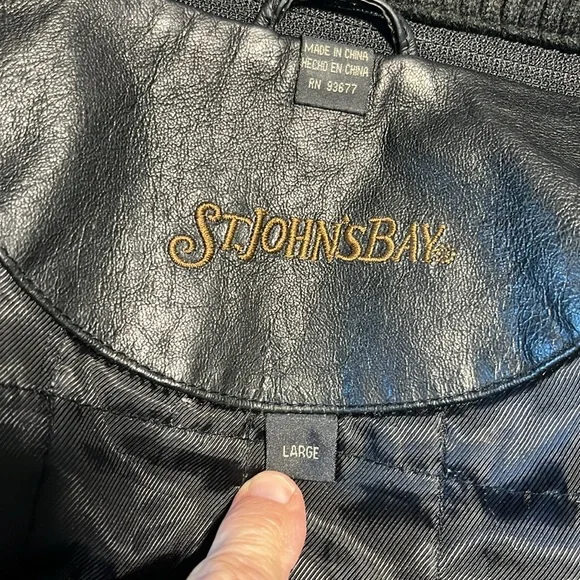 MADE IN CHINA
HECHO EN CHINA
RN 93677
ST. JOHN'S BAY
LARGE